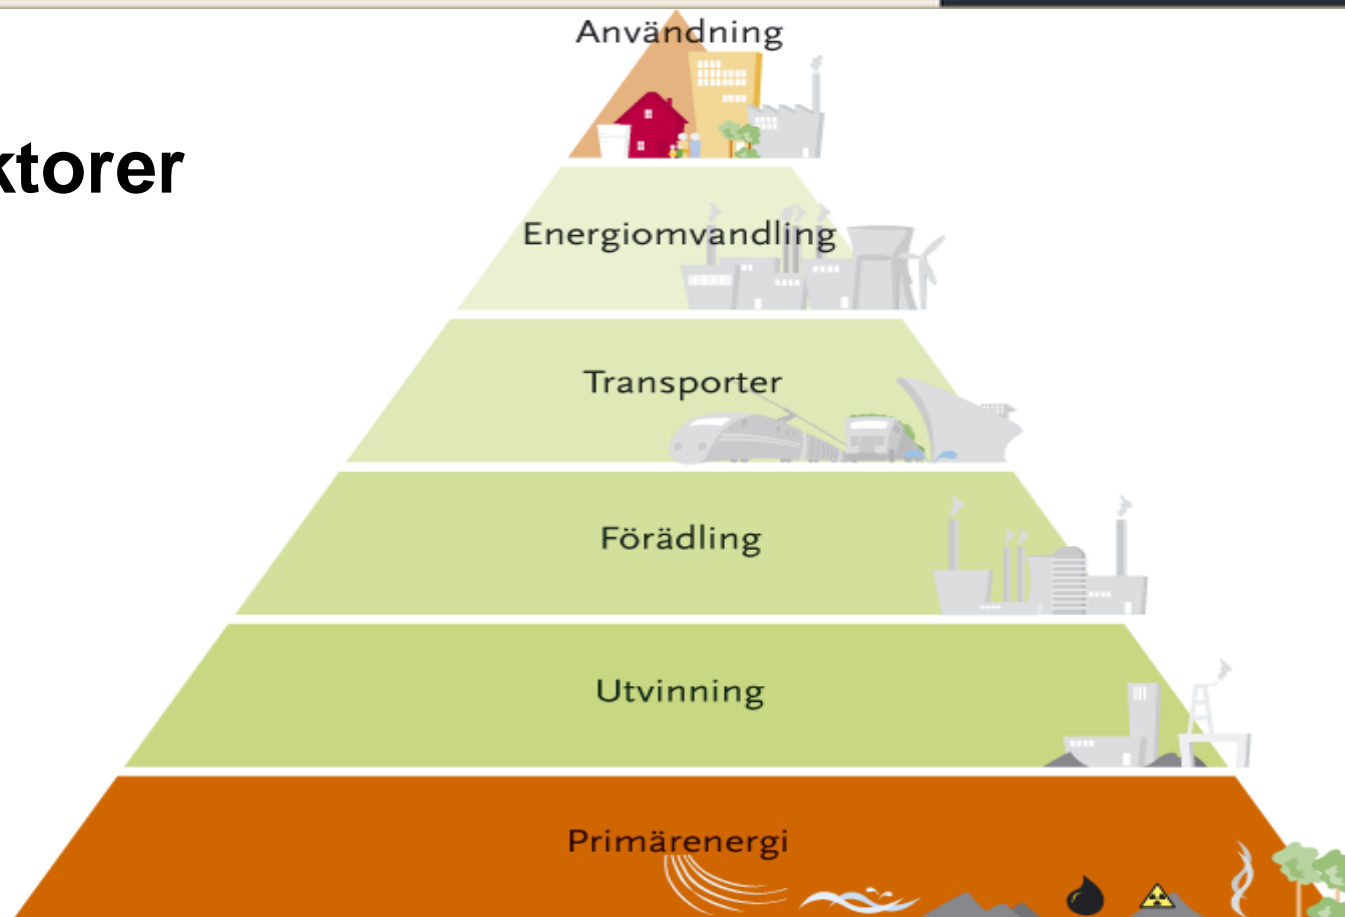 Användning
ktorer
Energiomvandling
Transporter
Förädling
Utvinning
Primärenergi